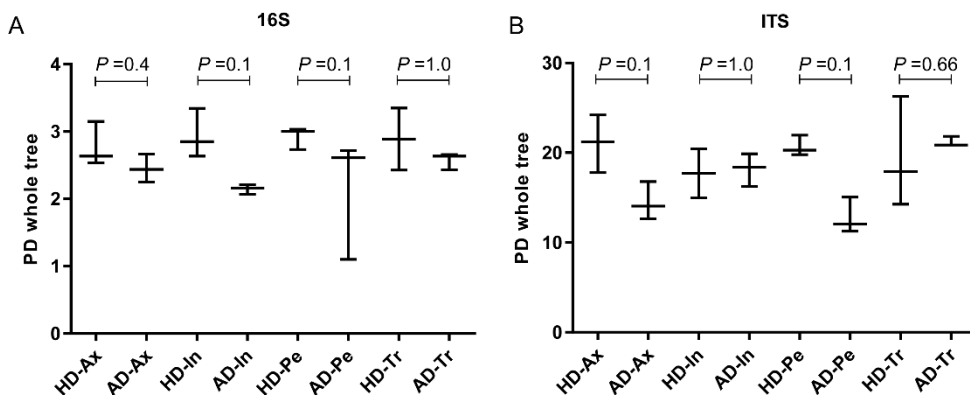 A
16S
P =0.4 P =0.1 P =0.1 P =1.0
PD whole tree
4
3
2
1
0
HD-Ax AD-Ax HD-In AD-In HD-Pe AD-Pe HD-Tr AD-Tr
B
ITS
P =0.1 P =1.0 P =0.1 P =0.66
PD whole tree
30
20
10
0
HD-Ax AD-Ax HD-In AD-In HD-Pe AD-Pe HD-Tr AD-Tr